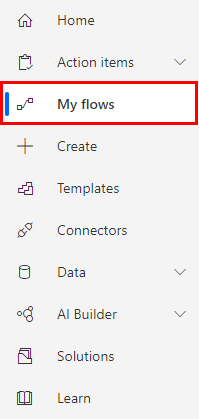 Home
Action items
My flows
Create
Templates
Connectors
Data
AI Builder
Solutions
Learn